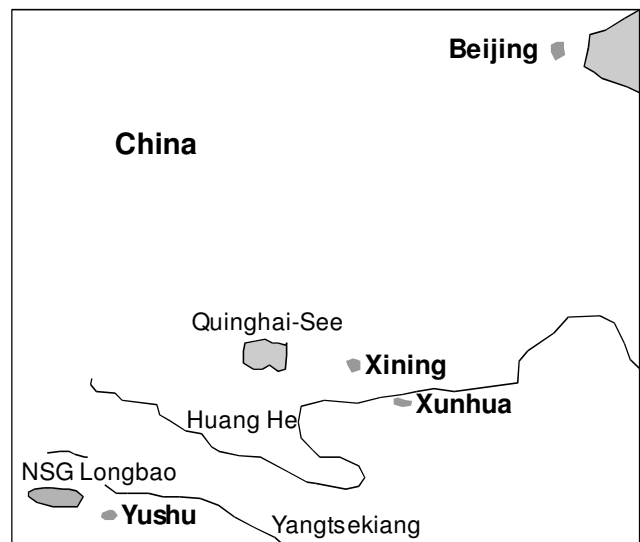 Beijing
China
Quinghai-See
Xining
Xunhua
Huang He
NSG Longbao
Yushu
Yangtsekiang